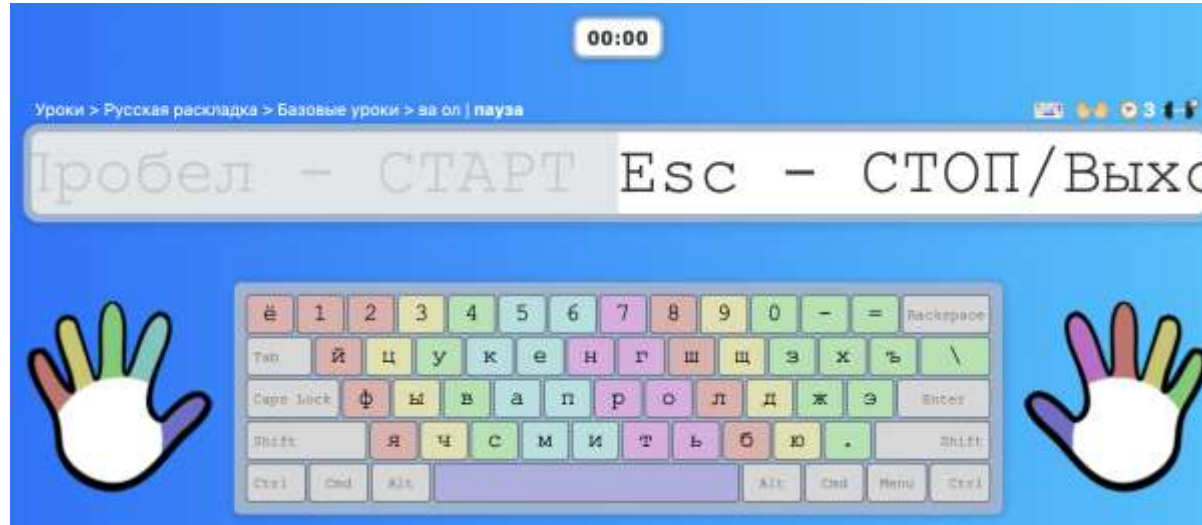 00:00
Уроки > Русская раскладка > Базовые уроки > ва ол | пауза
3
Пробел - СТАРТ Esc - СТОП/Выхо
ё 1 2 3 4 5 6 7 8 9 0 - = Backspace
Tab й ц у к е н г ш щ з х ъ \
Caps Lock ф ы в а п р о л д ж э Enter
Shift я ч с м и т ь б ю . Shift
Ctrl Cmd Alt Alt Cmd Menu Ctrl